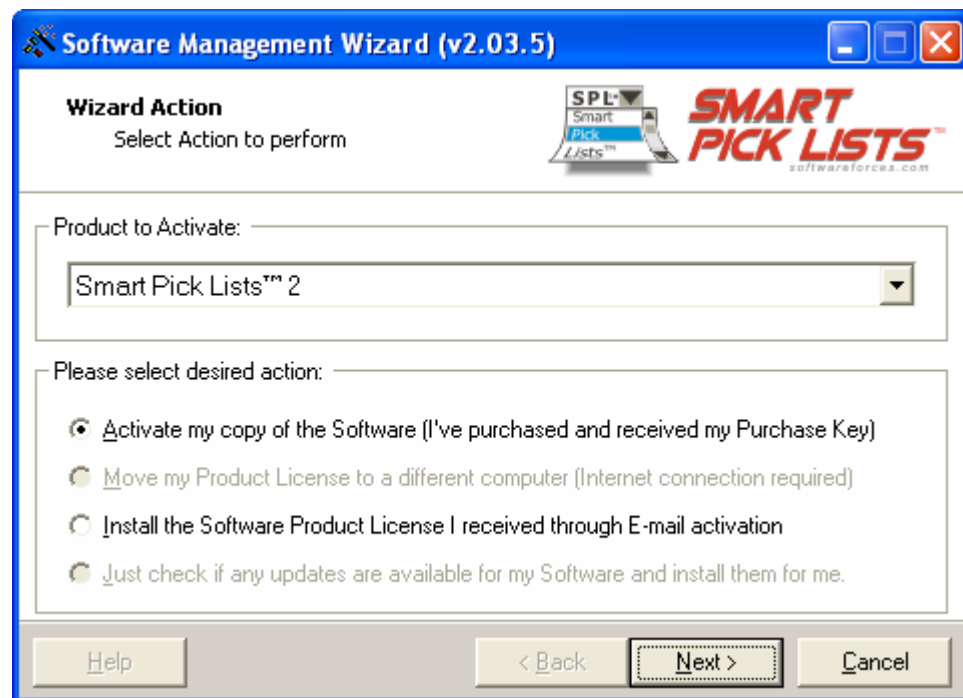 Software Management Wizard (v2.03.5)
Wizard Action
Select Action to perform
SPL™
Smart
Pick
Lists™
SMART
PICK LISTS™
softwareforces.com
Product to Activate:
Smart Pick Lists™ 2
Please select desired action:
Activate my copy of the Software (I've purchased and received my Purchase Key)
Move my Product License to a different computer (Internet connection required)
Install the Software Product License I received through E-mail activation
Just check if any updates are available for my Software and install them for me.
Help
< Back
Next >
Cancel